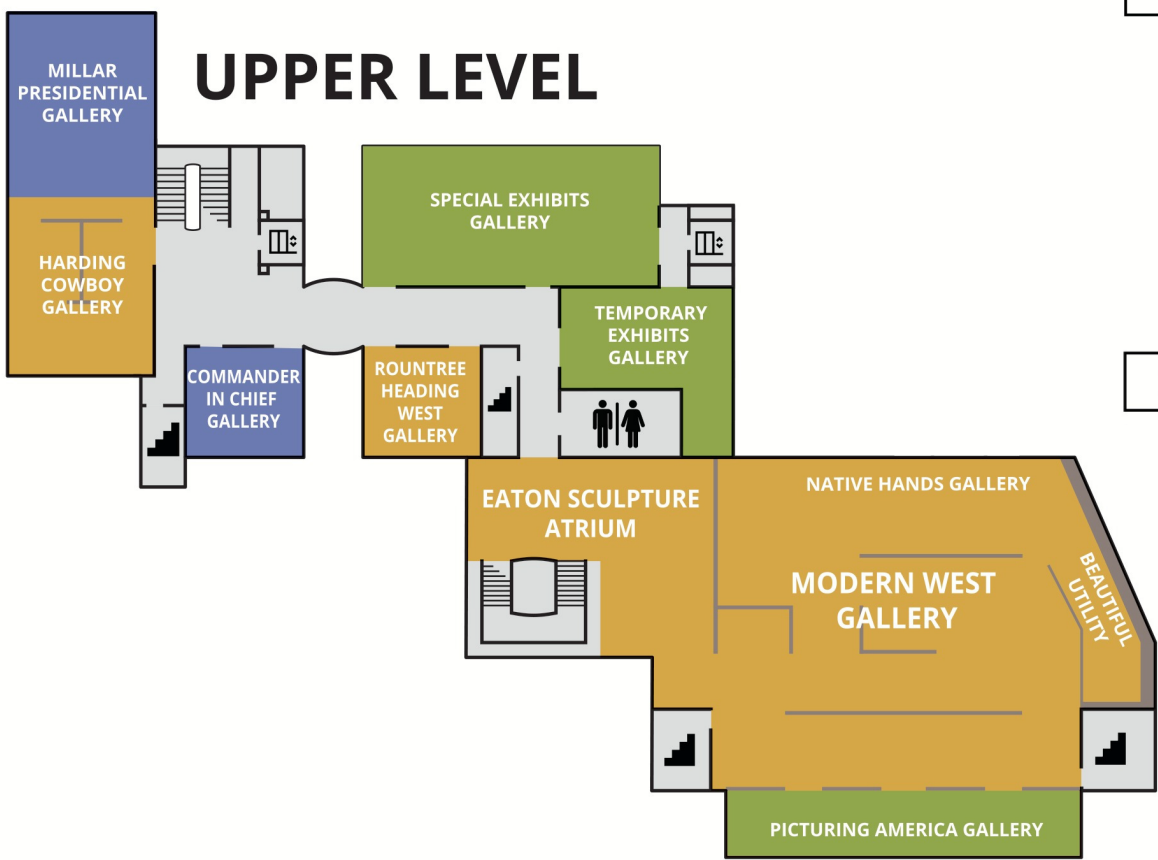 UPPER LEVEL
MILLAR
PRESIDENTIAL
GALLERY
HARDING
COWBOY
GALLERY
SPECIAL EXHIBITS
GALLERY
TEMPORARY
EXHIBITS
GALLERY
COMMANDER
IN CHIEF
GALLERY
ROUNTREE
HEADING
WEST
GALLERY
EATON SCULPTURE
ATRIUM
NATIVE HANDS GALLERY
MODERN WEST
GALLERY
BEAUTIFUL
UTILITY
PICTURING AMERICA GALLERY